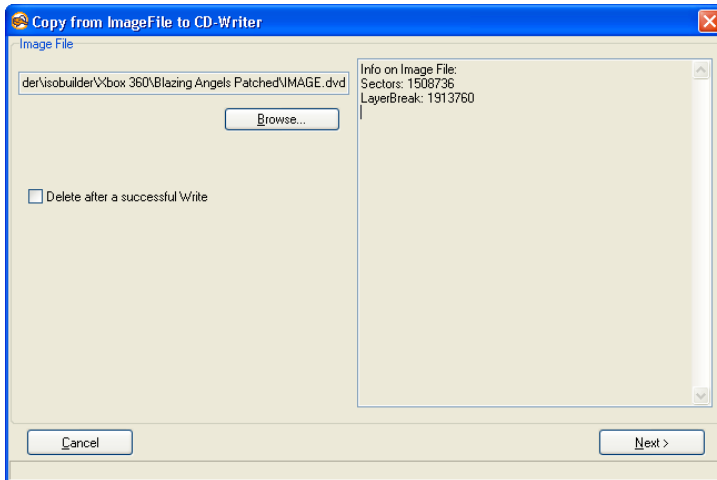 Copy from ImageFile to CD-Writer
Image File
der\isobuilder\Xbox 360\Blazing Angels Patched\IMAGE.dvd
Browse...
Delete after a successful Write
Info on Image File:
Sectors: 1508736
LayerBreak: 1913760
Cancel
Next >